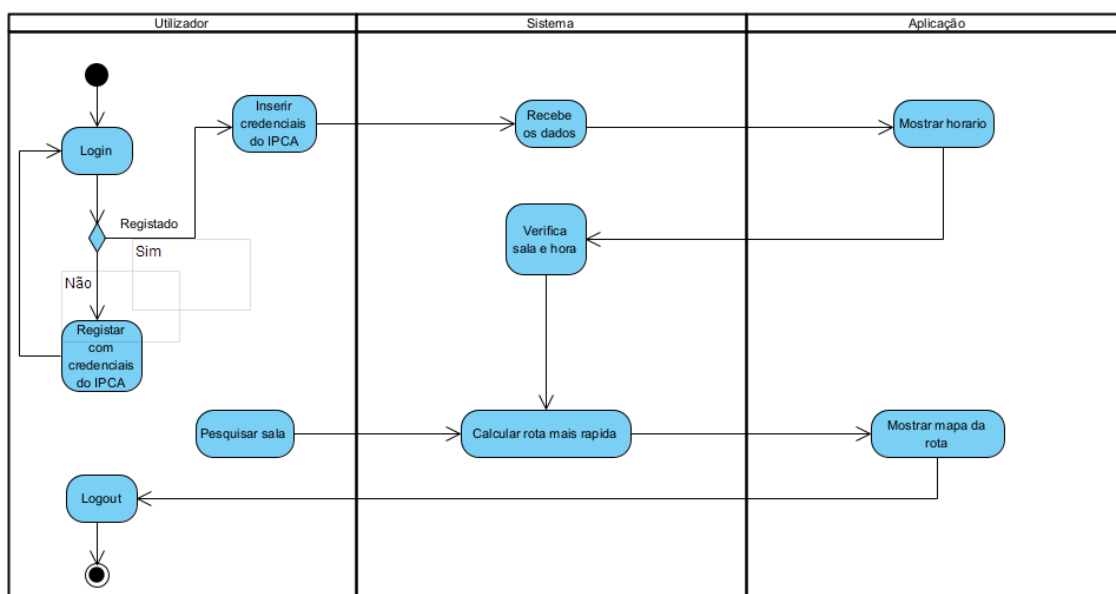 Utilizador
Sistema
Aplicação
Inserir
credenciais
do IPCA
Recebe
os dados
Mostrar horario
Login
Registado
Sim
Verifica
sala e hora
Não
Registar
com
credenciais
do IPCA
Pesquisar sala
Calcular rota mais rapida
Mostrar mapa da
rota
Logout